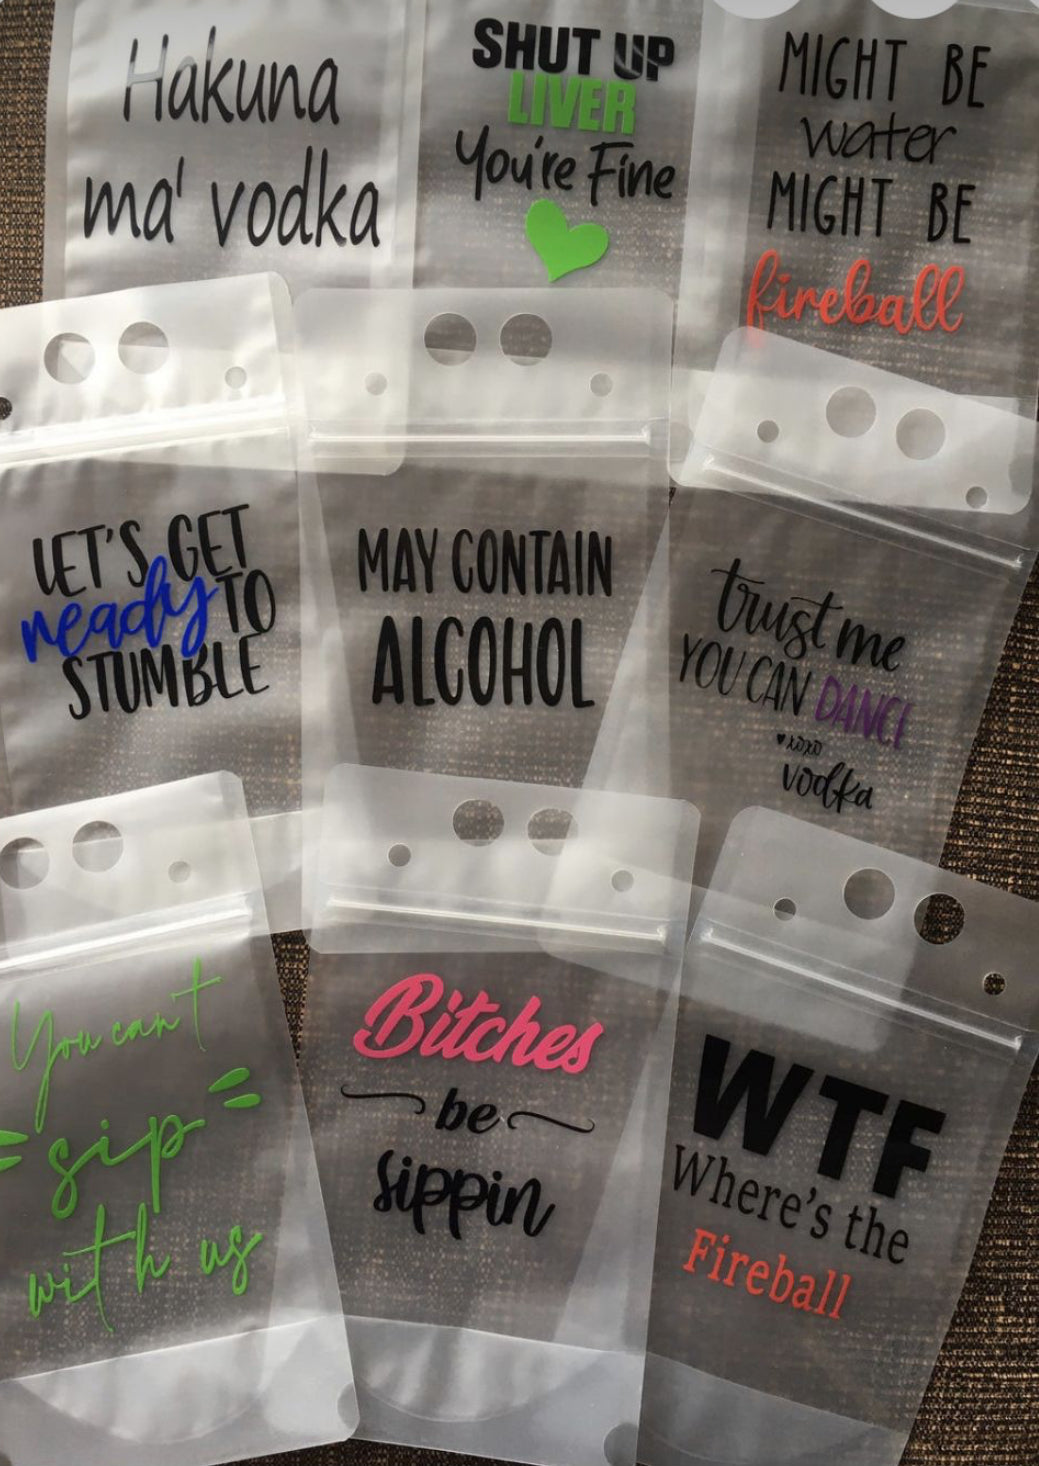 Hakuna
ma' vodka
SHUT UP
LIVER
You're Fine
MIGHT BE
water
MIGHT BE
fireball
LET'S GET
ready TO
STUMBLE
MAY CONTAIN
ALCOHOL
trust me
YOU CAN DANCE
xoxo
vodka
You can't
sip
with us
Bitches
be
sippin
WTF
Where's the
Fireball